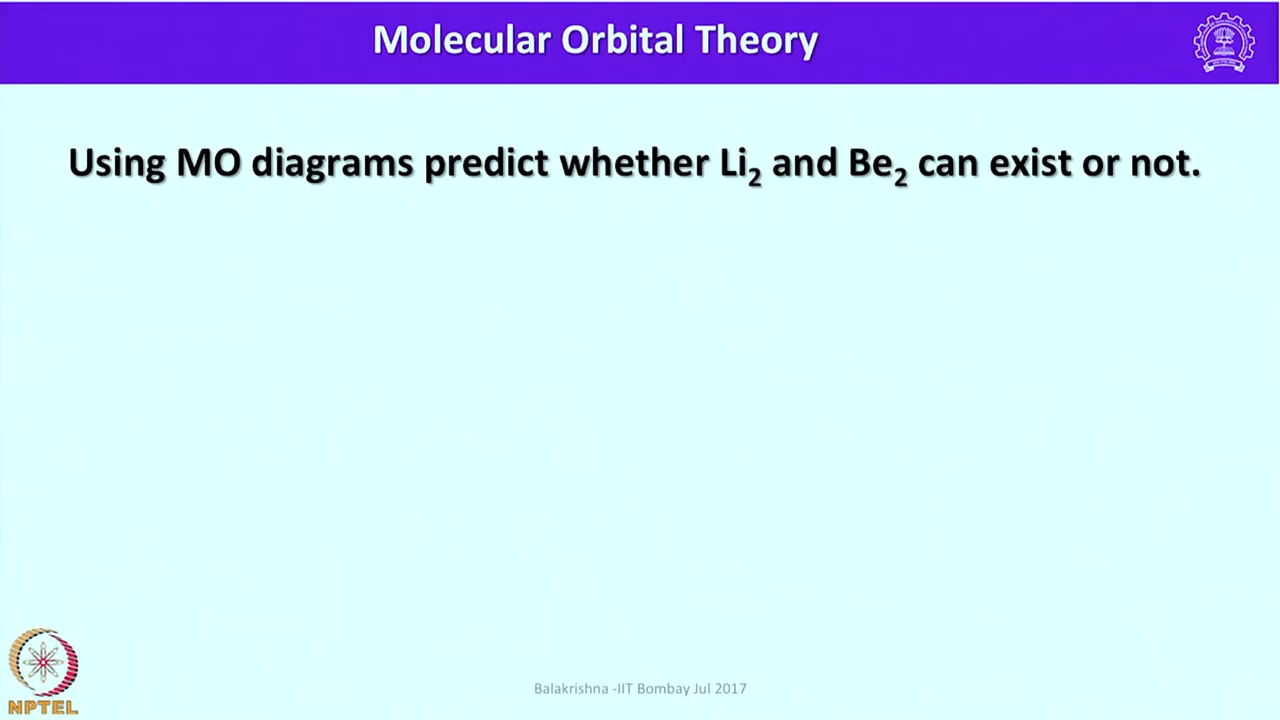 Molecular Orbital Theory
Using MO diagrams predict whether Li₂ and Be₂ can exist or not.
Balakrishna -IIT Bombay Jul 2017
NPTEL